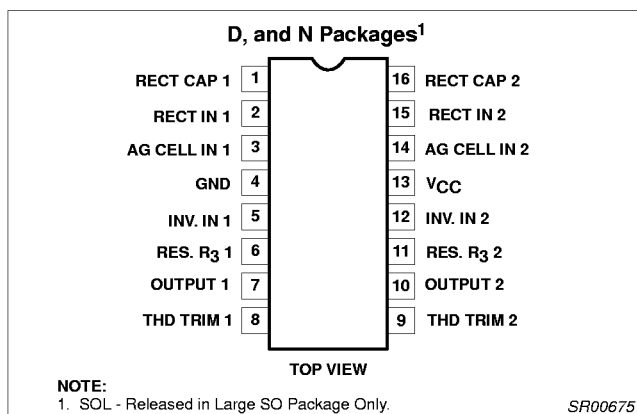 D, and N Packages1
RECT CAP 1 1 16 RECT CAP 2
RECT IN 1 2 15 RECT IN 2
AG CELL IN 1 3 14 AG CELL IN 2
GND 4 13 VCC
INV. IN 1 5 12 INV. IN 2
RES. R3 1 6 11 RES. R3 2
OUTPUT 1 7 10 OUTPUT 2
THD TRIM 1 8 9 THD TRIM 2
TOP VIEW
NOTE:
1. SOL - Released in Large SO Package Only.
SR00675